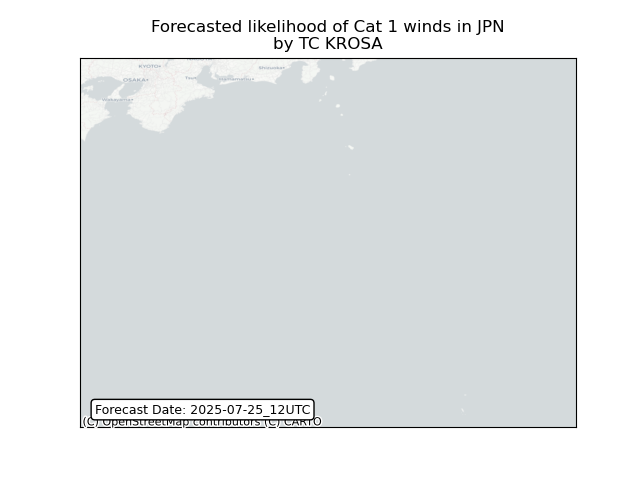 Forecasted likelihood of Cat 1 winds in JPN
by TC KROSA
KYOTO
OSAKA
Forecast Date: 2025-07-25_12UTC
(C) OpenStreetMap contributors (C) CARTO